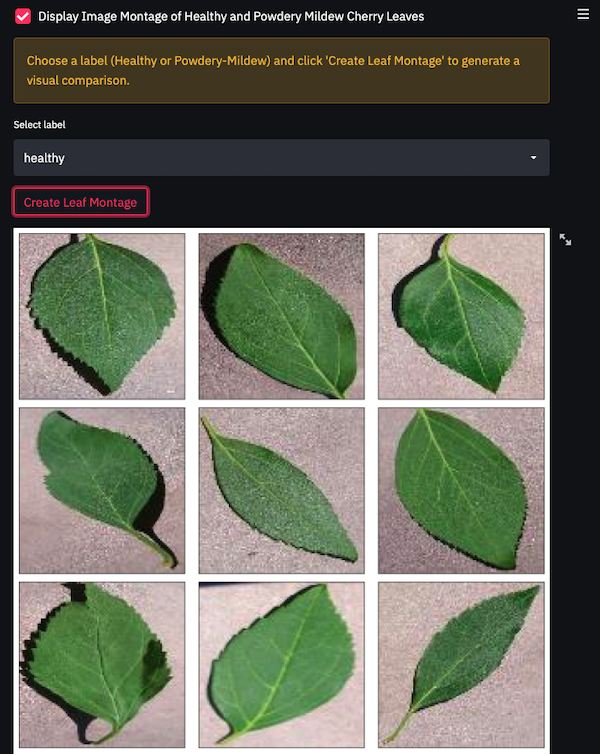 Display Image Montage of Healthy and Powdery Mildew Cherry Leaves
Choose a label (Healthy or Powdery-Mildew) and click 'Create Leaf Montage' to generate a
visual comparison.
Select label
healthy
Create Leaf Montage